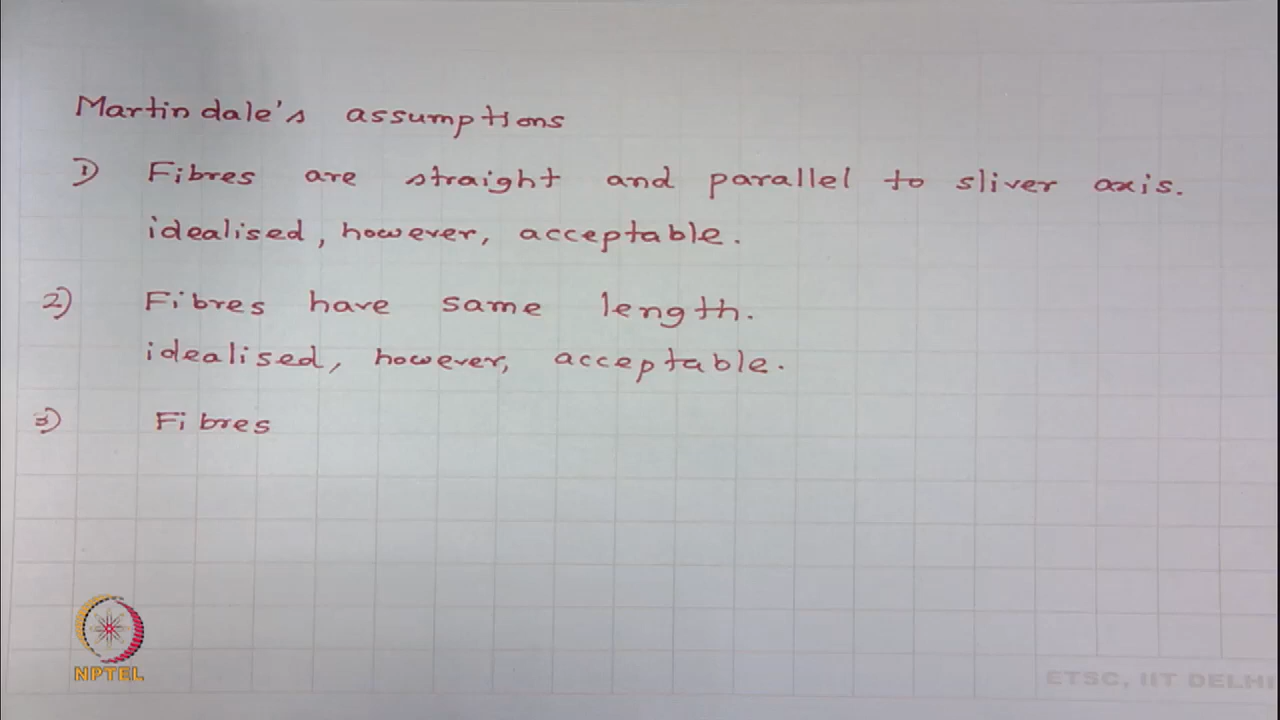 Martindale's assumptions
1) Fibres are straight and parallel to sliver axis.
idealised, however, acceptable.
2) Fibres have same length.
idealised, however, acceptable.
3) Fibres
NPTEL
ETSC, IIT DELHI